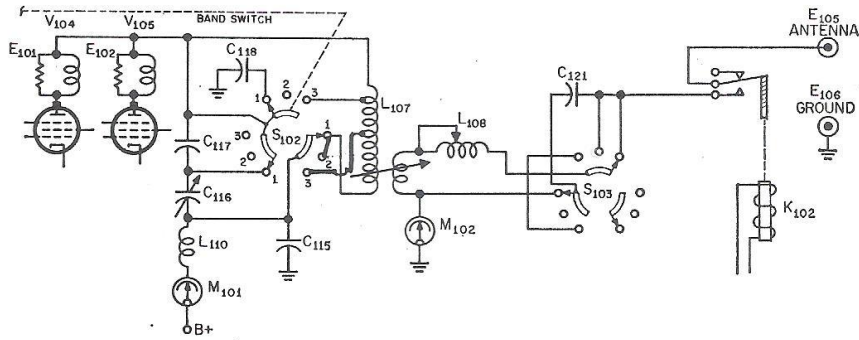 BAND SWITCH
V104
V105
E101
E102
C118
1
2
3
L107
S102
3
2
1
1
2
3
C117
C116
C115
L110
M101
B+
L108
M102
C121
S103
E105
ANTENNA
E106
GROUND
K102